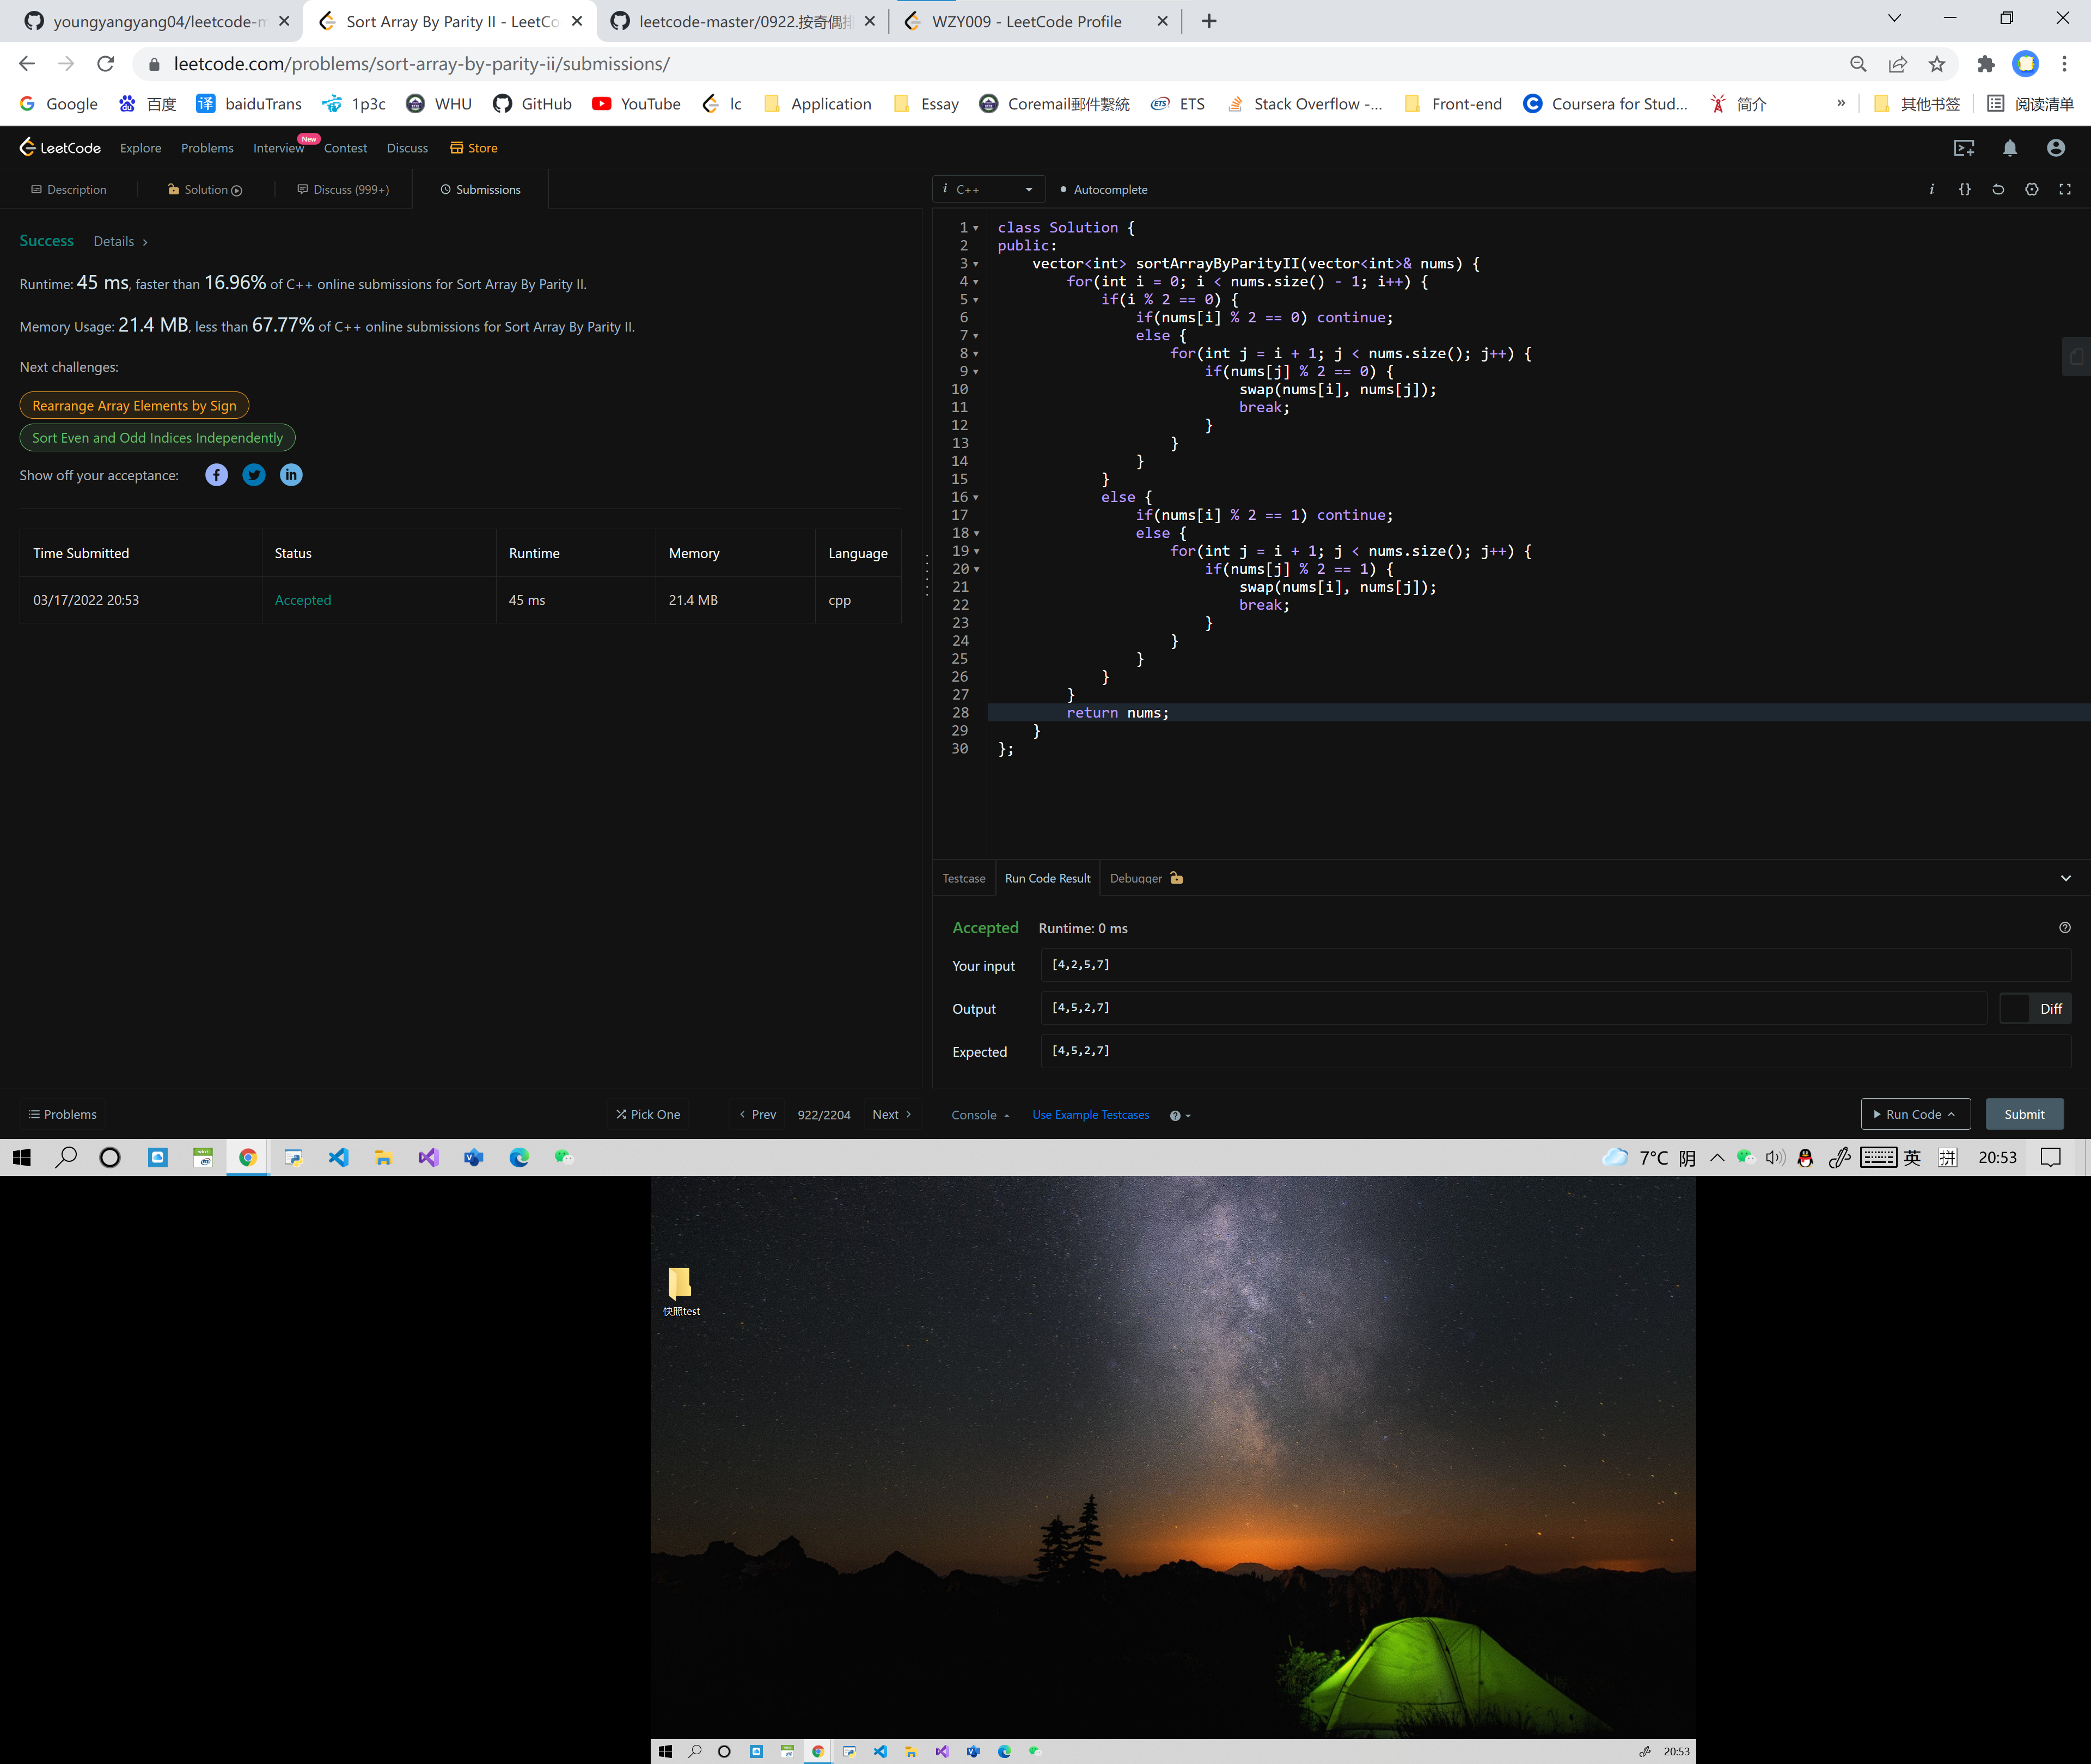 youngyangyang04/leetcode-m
Sort Array By Parity II - LeetCo
leetcode-master/0922.按奇偶排
WZY009 - LeetCode Profile
leetcode.com/problems/sort-array-by-parity-ii/submissions/
Google 百度 译 baiduTrans 1p3c WHU GitHub YouTube lc Application Essay Coremail郵件繫統 ETS Stack Overflow -... Front-end Coursera for Stud... 简介 » 其他书签 阅读清单
LeetCode Explore Problems Interview New Contest Discuss Store
Description Solution Discuss (999+) Submissions
Success Details >
Runtime: 45 ms, faster than 16.96% of C++ online submissions for Sort Array By Parity II.
Memory Usage: 21.4 MB, less than 67.77% of C++ online submissions for Sort Array By Parity II.
Next challenges:
Rearrange Array Elements by Sign
Sort Even and Odd Indices Independently
Show off your acceptance:
Time Submitted Status Runtime Memory Language
03/17/2022 20:53 Accepted 45 ms 21.4 MB cpp
Problems Pick One < Prev 922/2204 Next >
i C++ Autocomplete
1 class Solution {
2 public:
3 vector<int> sortArrayByParityII(vector<int>& nums) {
4 for(int i = 0; i < nums.size() - 1; i++) {
5 if(i % 2 == 0) {
6 if(nums[i] % 2 == 0) continue;
7 else {
8 for(int j = i + 1; j < nums.size(); j++) {
9 if(nums[j] % 2 == 0) {
10 swap(nums[i], nums[j]);
11 break;
12 }
13 }
14 }
15 }
16 else {
17 if(nums[i] % 2 == 1) continue;
18 else {
19 for(int j = i + 1; j < nums.size(); j++) {
20 if(nums[j] % 2 == 1) {
21 swap(nums[i], nums[j]);
22 break;
23 }
24 }
25 }
26 }
27 }
28 return nums;
29 }
30 };
Testcase Run Code Result Debugger
Accepted Runtime: 0 ms
Your input [4,2,5,7]
Output [4,5,2,7] Diff
Expected [4,5,2,7]
Console Use Example Testcases Run Code Submit
7°C 阴 英 拼 20:53
快照test
20:53